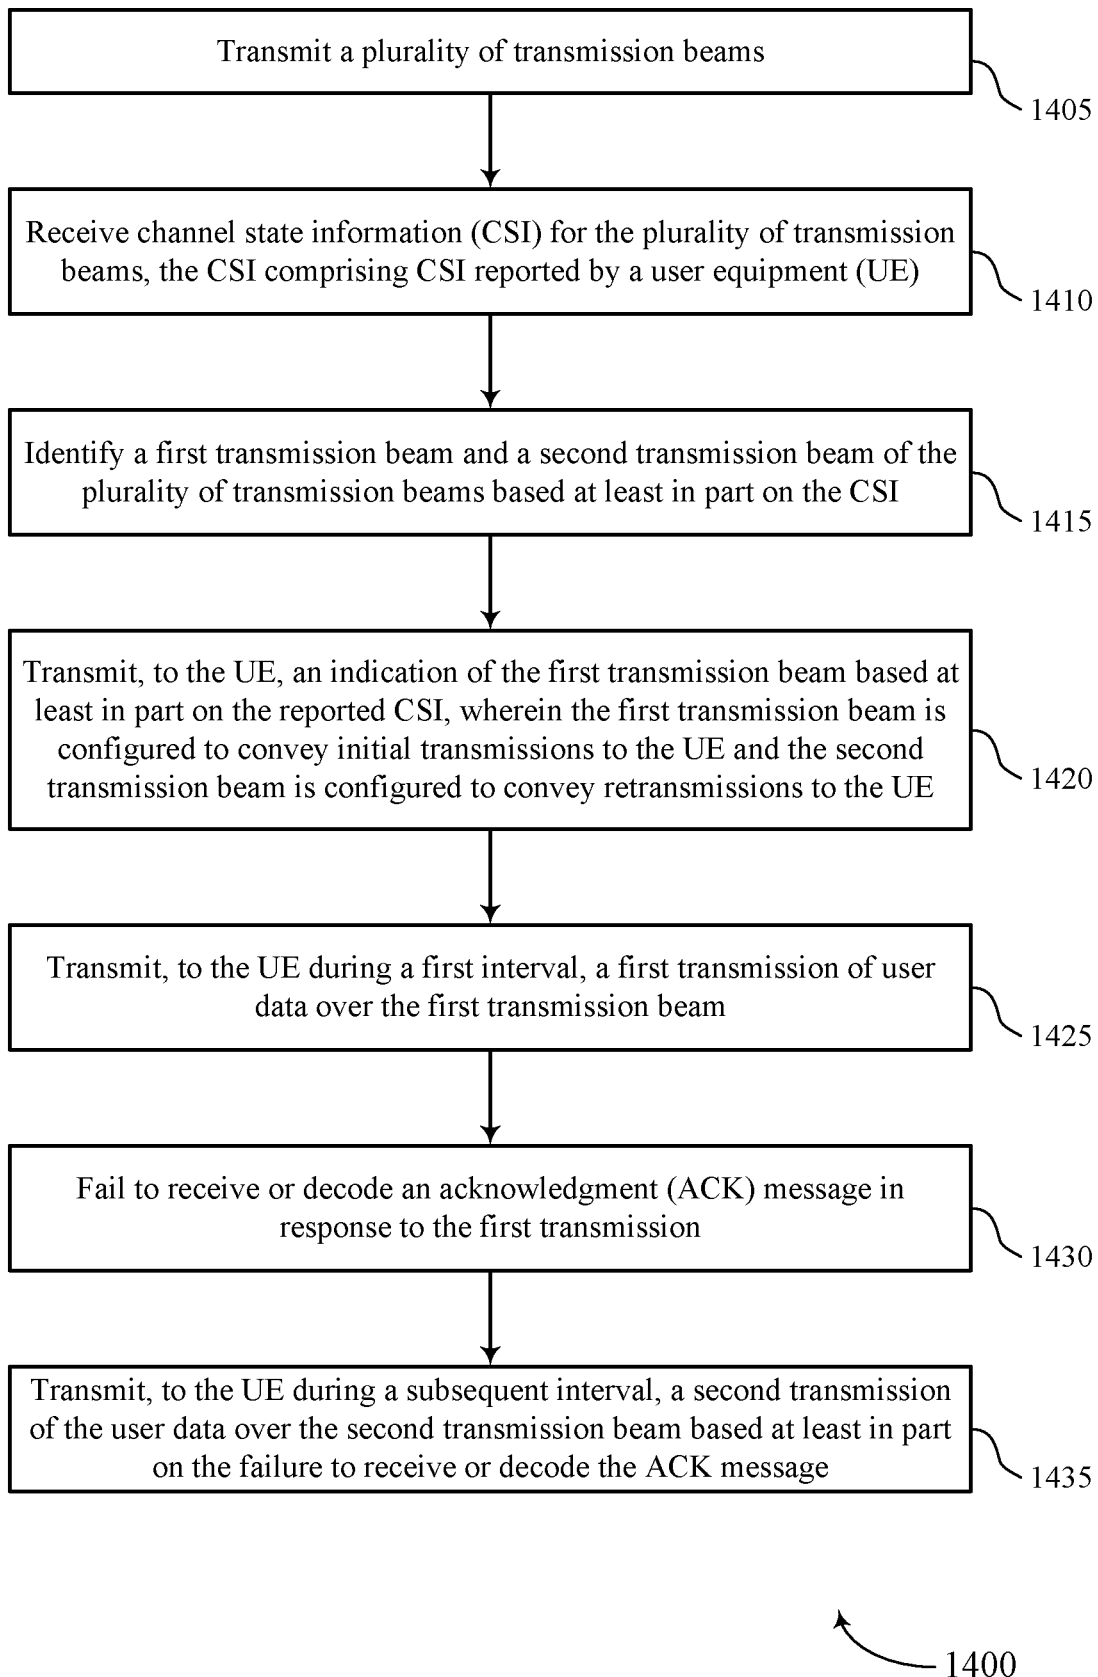 Transmit a plurality of transmission beams
1405
Receive channel state information (CSI) for the plurality of transmission
beams, the CSI comprising CSI reported by a user equipment (UE)
1410
Identify a first transmission beam and a second transmission beam of the
plurality of transmission beams based at least in part on the CSI
1415
Transmit, to the UE, an indication of the first transmission beam based at
least in part on the reported CSI, wherein the first transmission beam is
configured to convey initial transmissions to the UE and the second
transmission beam is configured to convey retransmissions to the UE
1420
Transmit, to the UE during a first interval, a first transmission of user
data over the first transmission beam
1425
Fail to receive or decode an acknowledgment (ACK) message in
response to the first transmission
1430
Transmit, to the UE during a subsequent interval, a second transmission
of the user data over the second transmission beam based at least in part
on the failure to receive or decode the ACK message
1435
1400